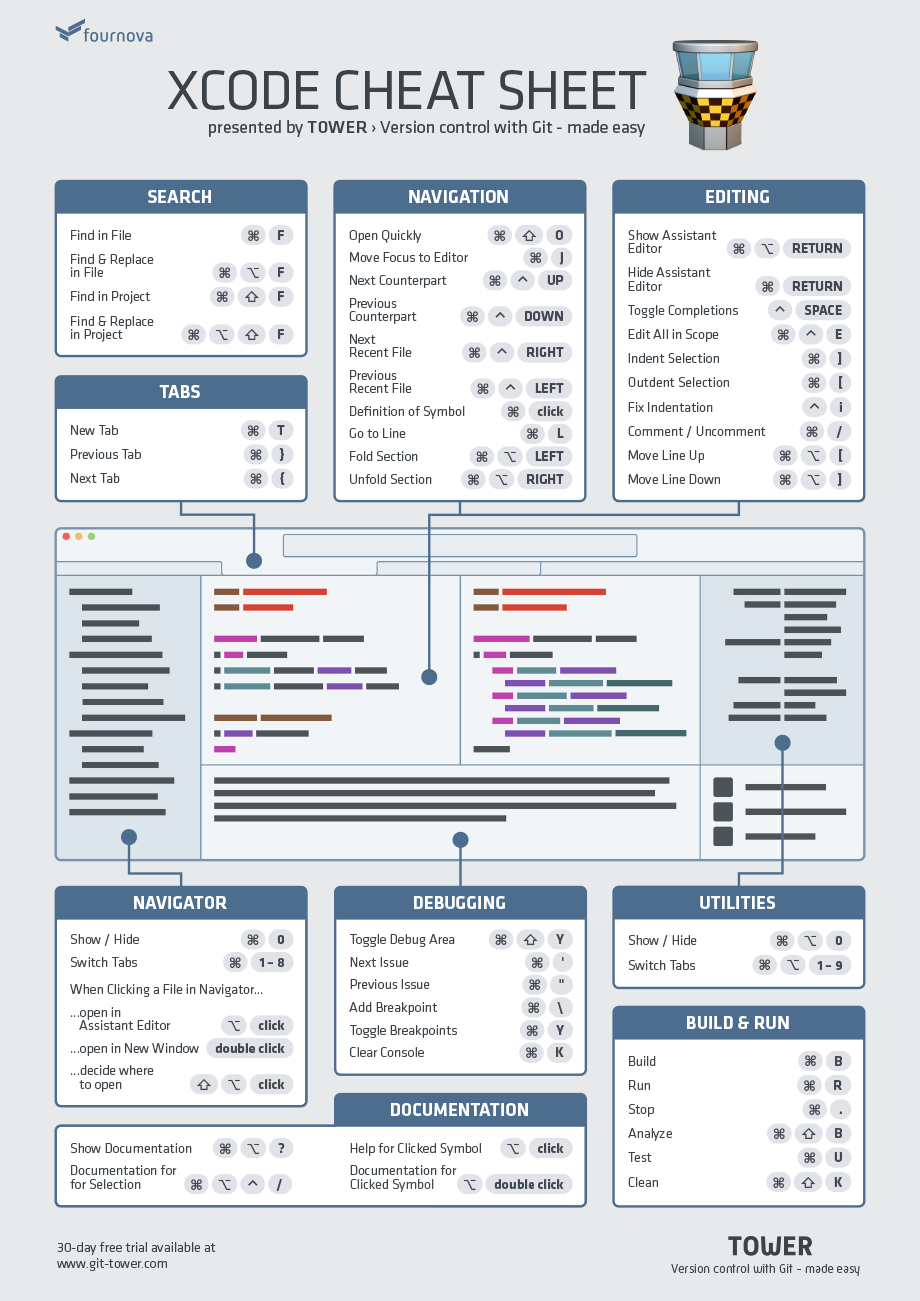 fournova
XCODE CHEAT SHEET
presented by TOWER › Version control with Git - made easy
SEARCH
Find in File ⌘ F
Find & Replace
in File ⌘ ⌥ F
Find in Project ⌘ ⇧ F
Find & Replace
in Project ⌘ ⌥ ⇧ F
TABS
New Tab ⌘ T
Previous Tab ⌘ }
Next Tab ⌘ {
NAVIGATION
Open Quickly ⌘ ⇧ O
Move Focus to Editor ⌘ J
Next Counterpart ⌘ ^ UP
Previous
Counterpart ⌘ ^ DOWN
Next
Recent File ⌘ ^ RIGHT
Previous
Recent File ⌘ ^ LEFT
Definition of Symbol ⌘ click
Go to Line ⌘ L
Fold Section ⌘ ⌥ LEFT
Unfold Section ⌘ ⌥ RIGHT
EDITING
Show Assistant
Editor ⌘ ⌥ RETURN
Hide Assistant
Editor ⌘ RETURN
Toggle Completions ^ SPACE
Edit All in Scope ⌘ ^ E
Indent Selection ⌘ ]
Outdent Selection ⌘ [
Fix Indentation ^ i
Comment / Uncomment ⌘ /
Move Line Up ⌘ ⌥ [
Move Line Down ⌘ ⌥ ]
NAVIGATOR
Show / Hide ⌘ 0
Switch Tabs ⌘ 1 – 8
When Clicking a File in Navigator...
...open in
Assistant Editor ⌥ click
...open in New Window double click
...decide where
to open ⇧ ⌥ click
DEBUGGING
Toggle Debug Area ⌘ ⇧ Y
Next Issue ⌘ '
Previous Issue ⌘ "
Add Breakpoint ⌘ \
Toggle Breakpoints ⌘ Y
Clear Console ⌘ K
UTILITIES
Show / Hide ⌘ ⌥ 0
Switch Tabs ⌘ ⌥ 1 – 9
BUILD & RUN
Build ⌘ B
Run ⌘ R
Stop ⌘ .
Analyze ⌘ ⇧ B
Test ⌘ U
Clean ⌘ ⇧ K
DOCUMENTATION
Show Documentation ⌘ ⌥ ?
Documentation for
for Selection ⌘ ⌥ ^ /
Help for Clicked Symbol ⌥ click
Documentation for
Clicked Symbol ⌥ double click
30-day free trial available at
www.git-tower.com
TOWER
Version control with Git - made easy